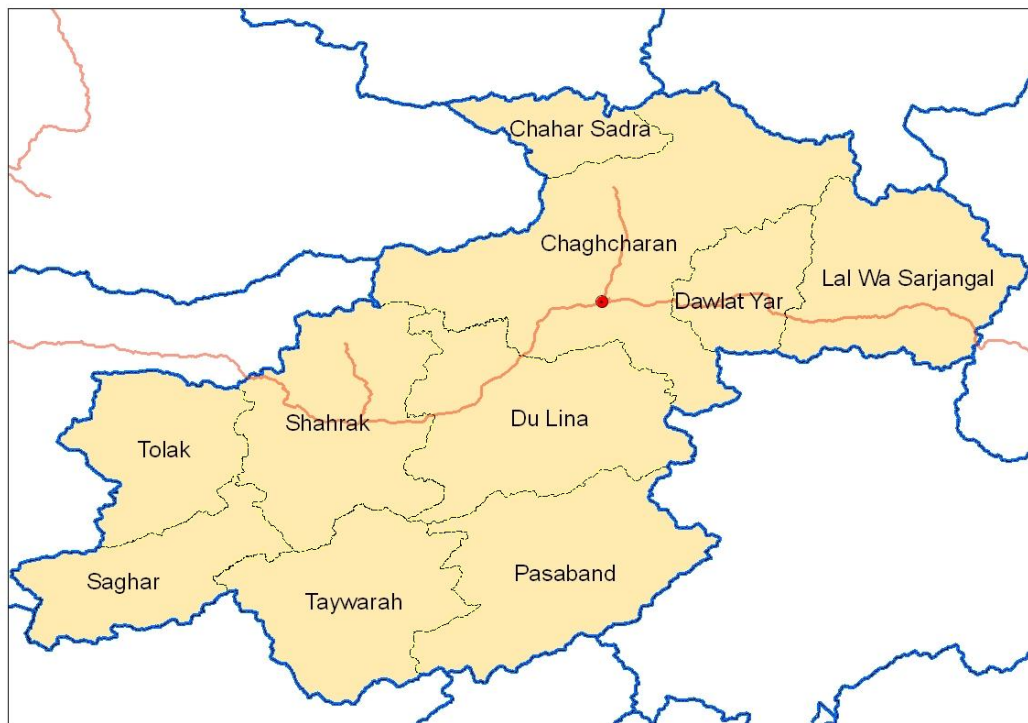 Chahar Sadra
Chaghcharan
Lal Wa Sarjangal
Dawlat Yar
Du Lina
Shahrak
Tolak
Pasaband
Saghar
Taywarah